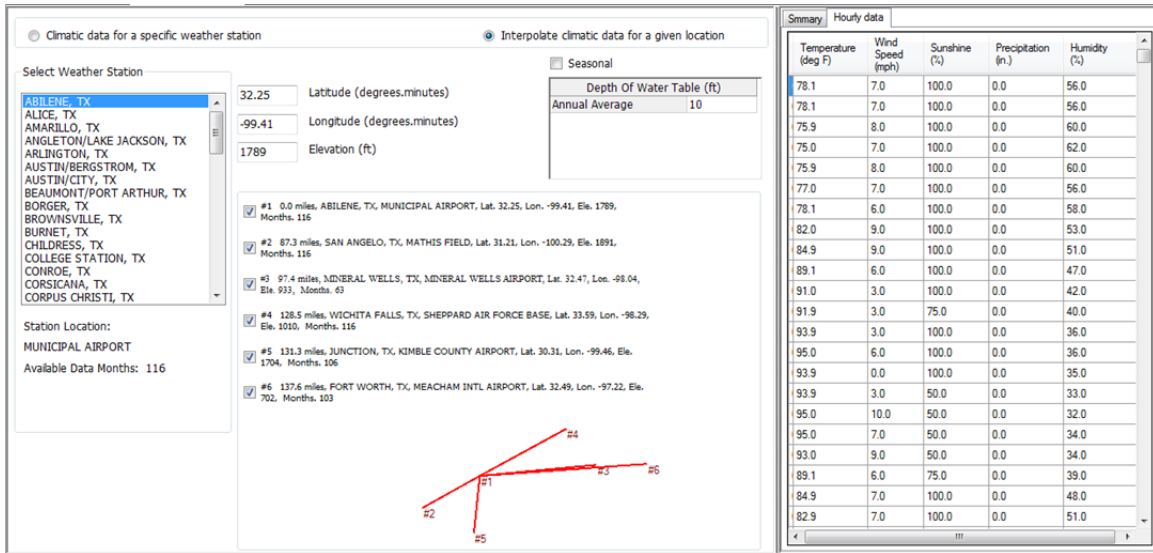 Climatic data for a specific weather station
Interpolate climatic data for a given location
Select Weather Station
ABILENE, TX
ALICE, TX
AMARILLO, TX
ANGLETON/LAKE JACKSON, TX
ARLINGTON, TX
AUSTIN/BERGSTROM, TX
AUSTIN/CITY, TX
BEAUMONT/PORT ARTHUR, TX
BORGER, TX
BROWNSVILLE, TX
BURNET, TX
CHILDRESS, TX
COLLEGE STATION, TX
CONROE, TX
CORSICANA, TX
CORPUS CHRISTI, TX
Station Location:
MUNICIPAL AIRPORT
Available Data Months: 116
32.25 Latitude (degrees.minutes)
-99.41 Longitude (degrees.minutes)
1789 Elevation (ft)
Seasonal
Depth Of Water Table (ft)
Annual Average 10
#1 0.0 miles, ABILENE, TX, MUNICIPAL AIRPORT, Lat. 32.25, Lon. -99.41, Ele. 1789,
Months. 116
#2 87.3 miles, SAN ANGELO, TX, MATHIS FIELD, Lat. 31.21, Lon. -100.29, Ele. 1891,
Months. 116
#3 97.4 miles, MINERAL WELLS, TX, MINERAL WELLS AIRPORT, Lat. 32.47, Lon. -98.04,
Ele. 933, Months. 63
#4 128.5 miles, WICHITA FALLS, TX, SHEPPARD AIR FORCE BASE, Lat. 33.59, Lon. -98.29,
Ele. 1010, Months. 116
#5 131.3 miles, JUNCTION, TX, KIMBLE COUNTY AIRPORT, Lat. 30.31, Lon. -99.46, Ele.
1704, Months. 106
#6 137.6 miles, FORT WORTH, TX, MEACHAM INTL AIRPORT, Lat. 32.49, Lon. -97.22, Ele.
702, Months. 103
#4
#3
#6
#1
#2
#5
Smmary Hourly data
Temperature (deg F) Wind Speed (mph) Sunshine (%) Precipitation (in.) Humidity (%)
78.1 7.0 100.0 0.0 56.0
78.1 7.0 100.0 0.0 56.0
75.9 8.0 100.0 0.0 60.0
75.0 7.0 100.0 0.0 62.0
75.9 8.0 100.0 0.0 60.0
77.0 7.0 100.0 0.0 56.0
78.1 6.0 100.0 0.0 58.0
82.0 9.0 100.0 0.0 53.0
84.9 9.0 100.0 0.0 51.0
89.1 6.0 100.0 0.0 47.0
91.0 3.0 100.0 0.0 42.0
91.9 3.0 75.0 0.0 40.0
93.9 3.0 100.0 0.0 36.0
95.0 6.0 100.0 0.0 36.0
93.9 0.0 100.0 0.0 35.0
93.9 3.0 50.0 0.0 33.0
95.0 10.0 50.0 0.0 32.0
95.0 7.0 50.0 0.0 34.0
93.0 9.0 50.0 0.0 34.0
89.1 6.0 75.0 0.0 39.0
84.9 7.0 100.0 0.0 48.0
82.9 7.0 100.0 0.0 51.0